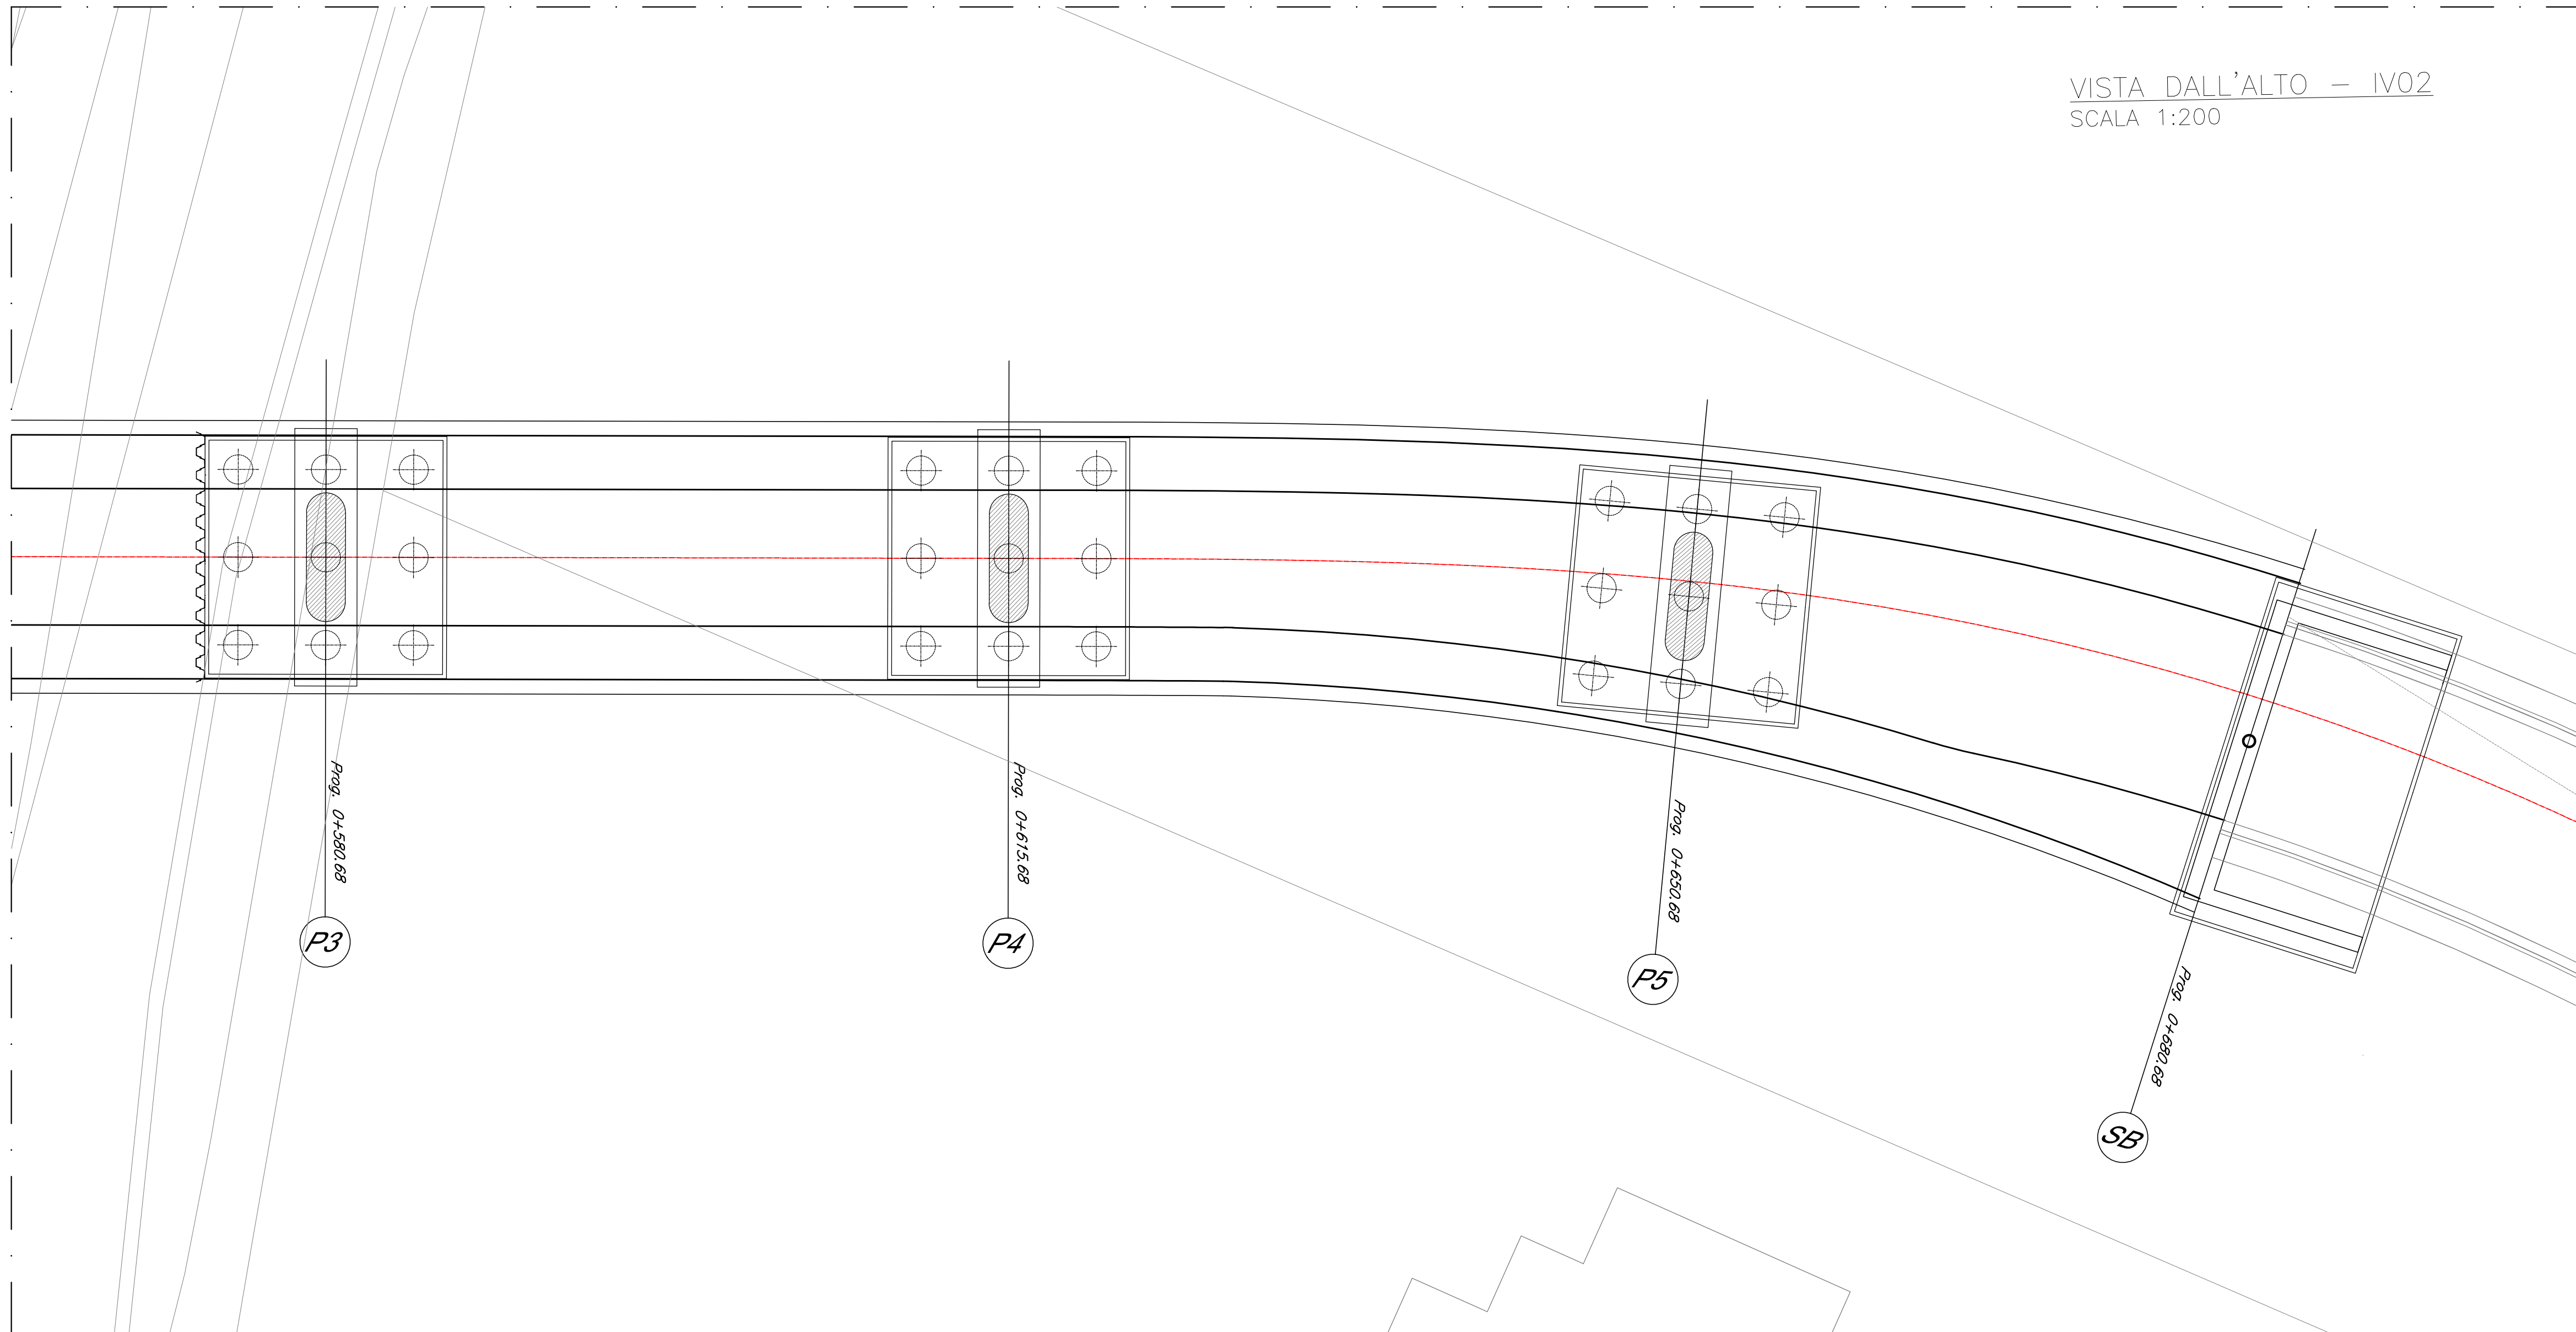 VISTA DALL'ALTO – IV02
SCALA 1:200
Prog. 0+580.68
P3
Prog. 0+615.68
P4
Prog. 0+650.68
P5
Prog. 0+680.68
SB